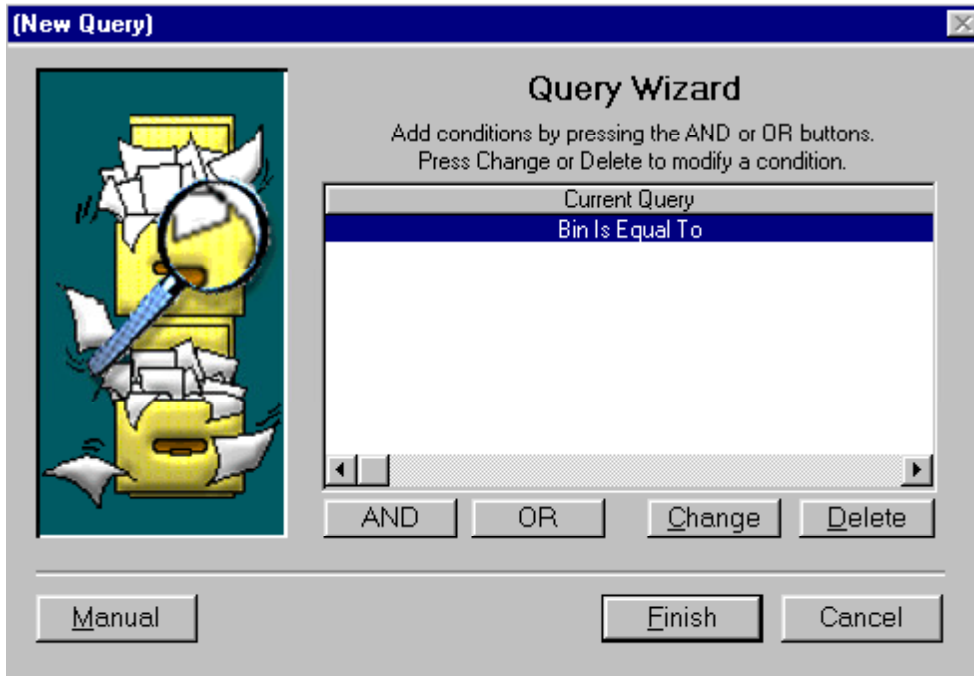 (New Query)
Query Wizard
Add conditions by pressing the AND or OR buttons.
Press Change or Delete to modify a condition.
Current Query
Bin Is Equal To
AND OR Change Delete
Manual Finish Cancel